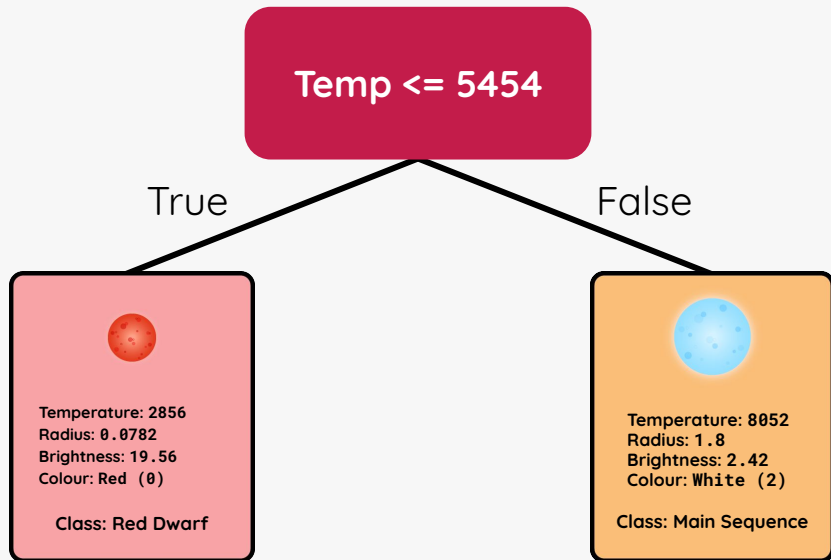 Temp <= 5454
True
False
Temperature: 2856
Radius: 0.0782
Brightness: 19.56
Colour: Red (0)
Class: Red Dwarf
Temperature: 8052
Radius: 1.8
Brightness: 2.42
Colour: White (2)
Class: Main Sequence